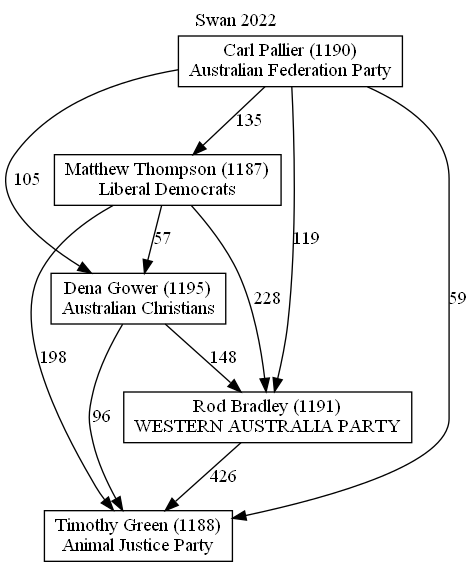 Swan 2022
Carl Pallier (1190)
Australian Federation Party
135
Matthew Thompson (1187)
Liberal Democrats
105
57
119
Dena Gower (1195)
Australian Christians
228
59
198
148
Rod Bradley (1191)
WESTERN AUSTRALIA PARTY
96
426
Timothy Green (1188)
Animal Justice Party